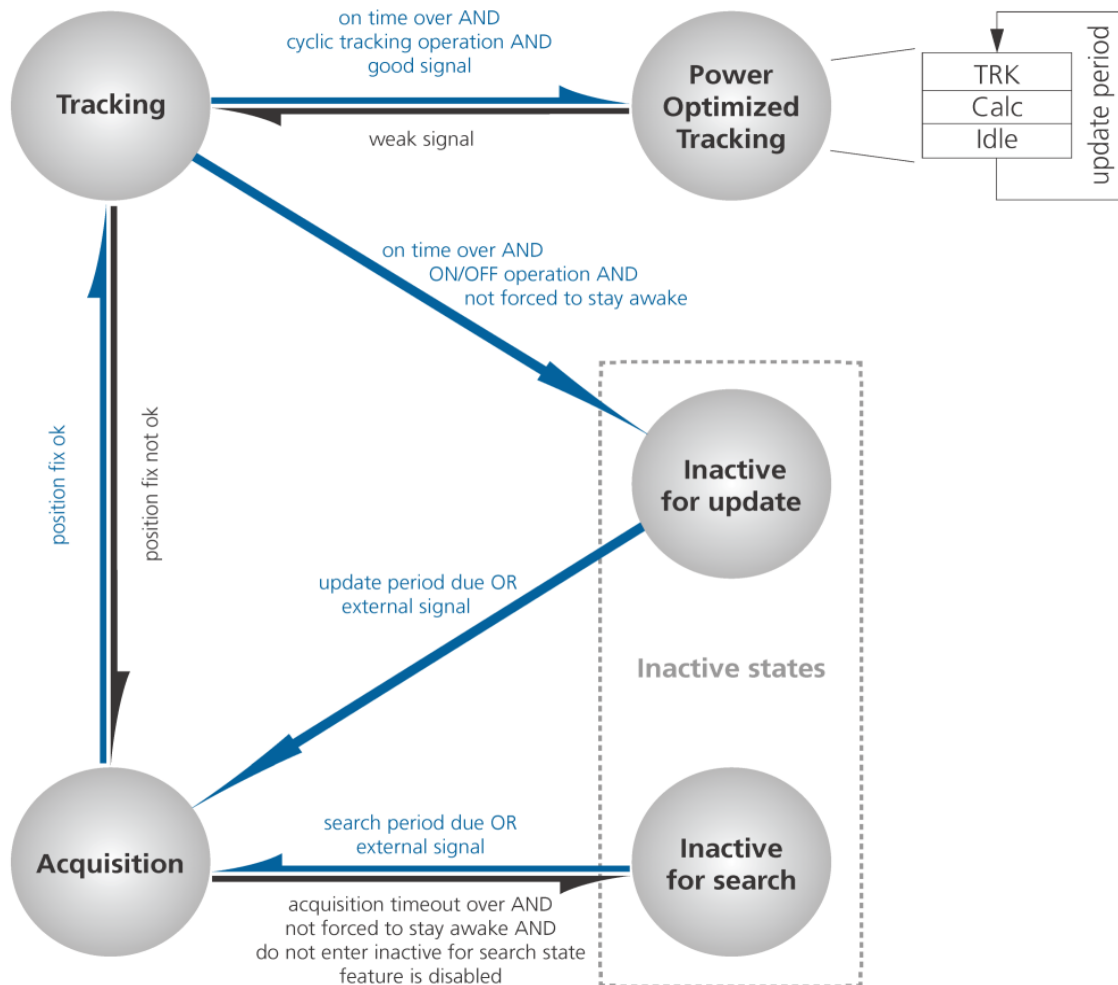 on time over AND
cyclic tracking operation AND
good signal
Tracking
Power
Optimized
Tracking
weak signal
TRK
Calc
Idle
update period
on time over AND
ON/OFF operation AND
not forced to stay awake
position fix ok
position fix not ok
Inactive
for update
update period due OR
external signal
Inactive states
search period due OR
external signal
Acquisition
Inactive
for search
acquisition timeout over AND
not forced to stay awake AND
do not enter inactive for search state
feature is disabled